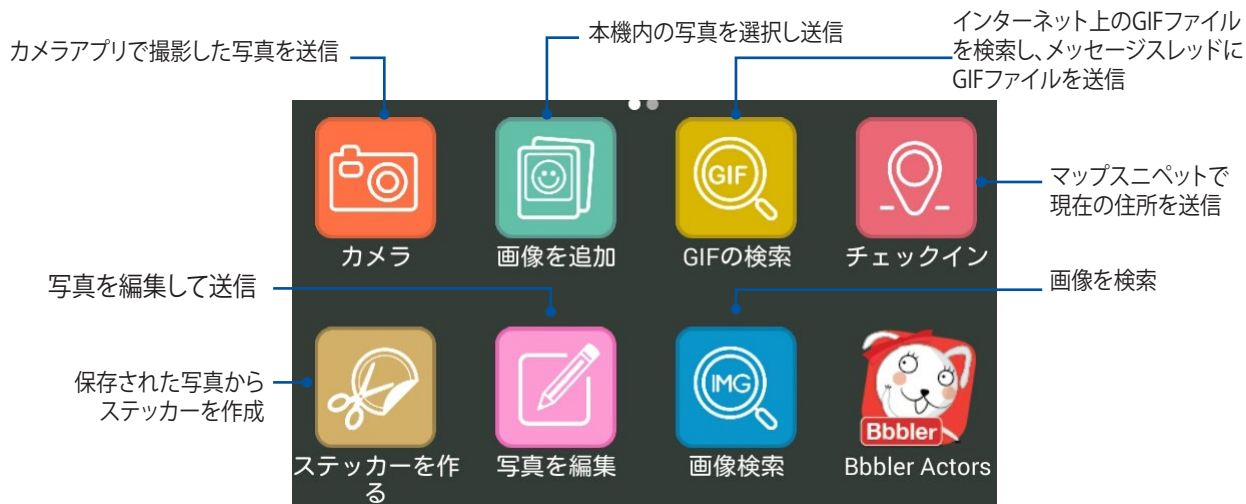 カメラアプリで撮影した写真を送信
本機内の写真を選択し送信
インターネット上のGIFファイル
を検索し、メッセージスレッドに
GIFファイルを送信
GIF
マップスニペットで
現在の住所を送信
カメラ
画像を追加
GIFの検索
チェックイン
写真を編集して送信
画像を検索
保存された写真から
ステッカーを作成
IMG
Bbbler
ステッカーを作
る
写真を編集
画像検索
Bbbler Actors